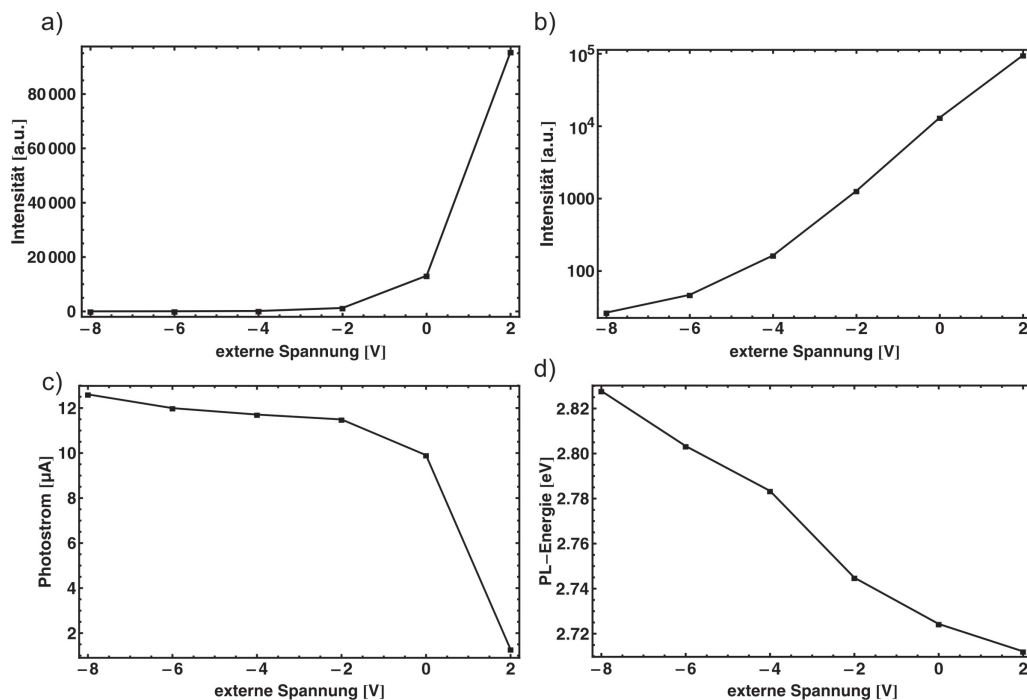 a)
Intensität [a.u.]
80 000
60 000
40 000
20 000
0
−8 −6 −4 −2 0 2
externe Spannung [V]
b)
Intensität [a.u.]
10⁵
10⁴
1000
100
−8 −6 −4 −2 0 2
externe Spannung [V]
c)
Photostrom [µA]
12
10
8
6
4
2
−8 −6 −4 −2 0 2
externe Spannung [V]
d)
PL−Energie [eV]
2.82
2.80
2.78
2.76
2.74
2.72
−8 −6 −4 −2 0 2
externe Spannung [V]